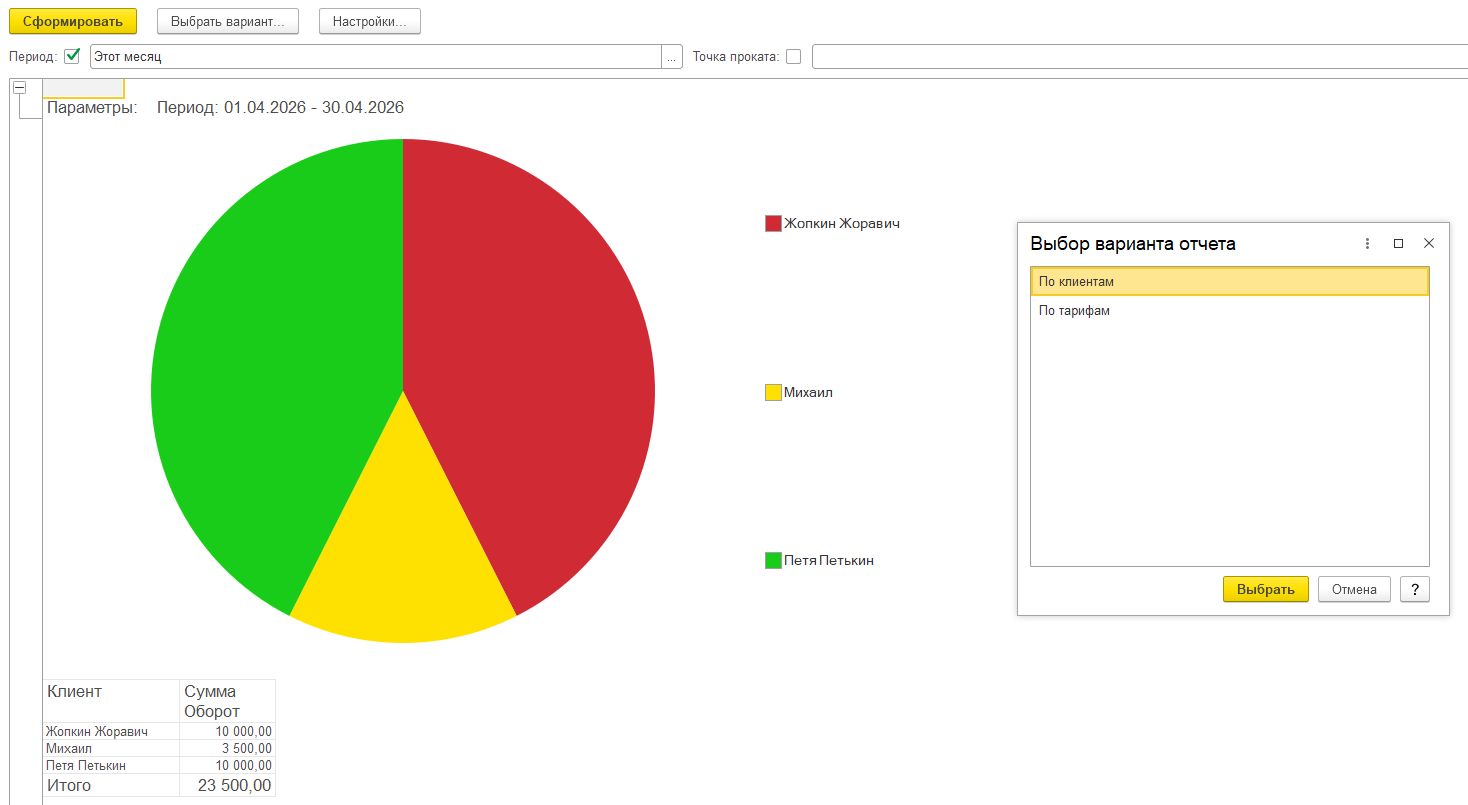 Сформировать
Выбрать вариант...
Настройки...
Период:
Этот месяц
...
Точка проката:
Параметры: Период: 01.04.2026 - 30.04.2026
Жопкин Жоравич
Михаил
Петя Петькин
Выбор варианта отчета
По клиентам
По тарифам
Выбрать
Отмена
?
Клиент Сумма
Оборот
Жопкин Жоравич 10 000,00
Михаил 3 500,00
Петя Петькин 10 000,00
Итого 23 500,00